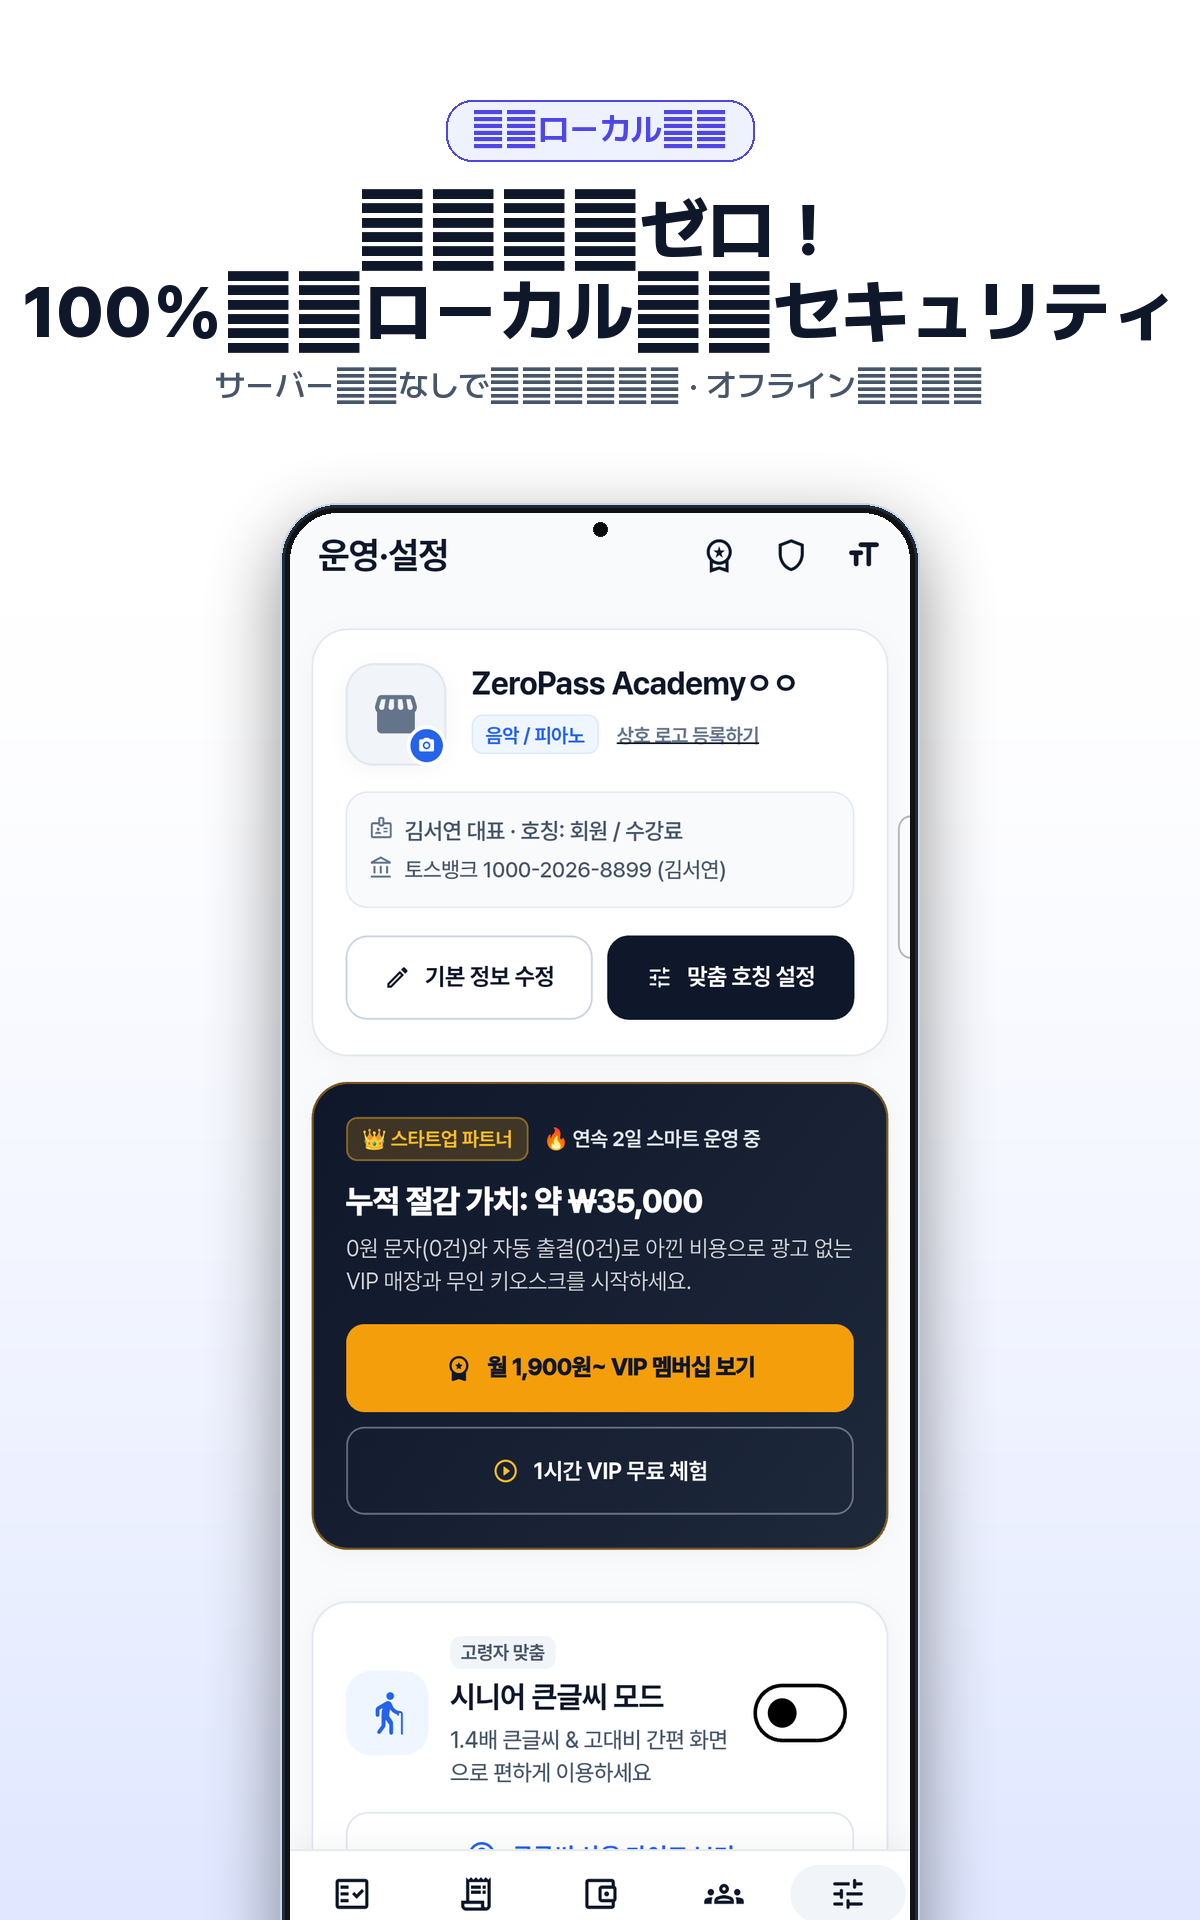 ローカル
ゼロ！
100%ローカルセキュリティ
サーバーなしで・オフライン
운영·설정
ZeroPass Academyㅇㅇ
음악 / 피아노
상호 로고 등록하기
김서연 대표 · 호칭: 회원 / 수강료
토스뱅크 1000-2026-8899 (김서연)
기본 정보 수정
맞춤 호칭 설정
👑 스타트업 파트너
🔥 연속 2일 스마트 운영 중
누적 절감 가치: 약 ₩35,000
0원 문자(0건)와 자동 출결(0건)로 아낀 비용으로 광고 없는
VIP 매장과 무인 키오스크를 시작하세요.
월 1,900원~ VIP 멤버십 보기
1시간 VIP 무료 체험
고령자 맞춤
시니어 큰글씨 모드
1.4배 큰글씨 & 고대비 간편 화면
으로 편하게 이용하세요